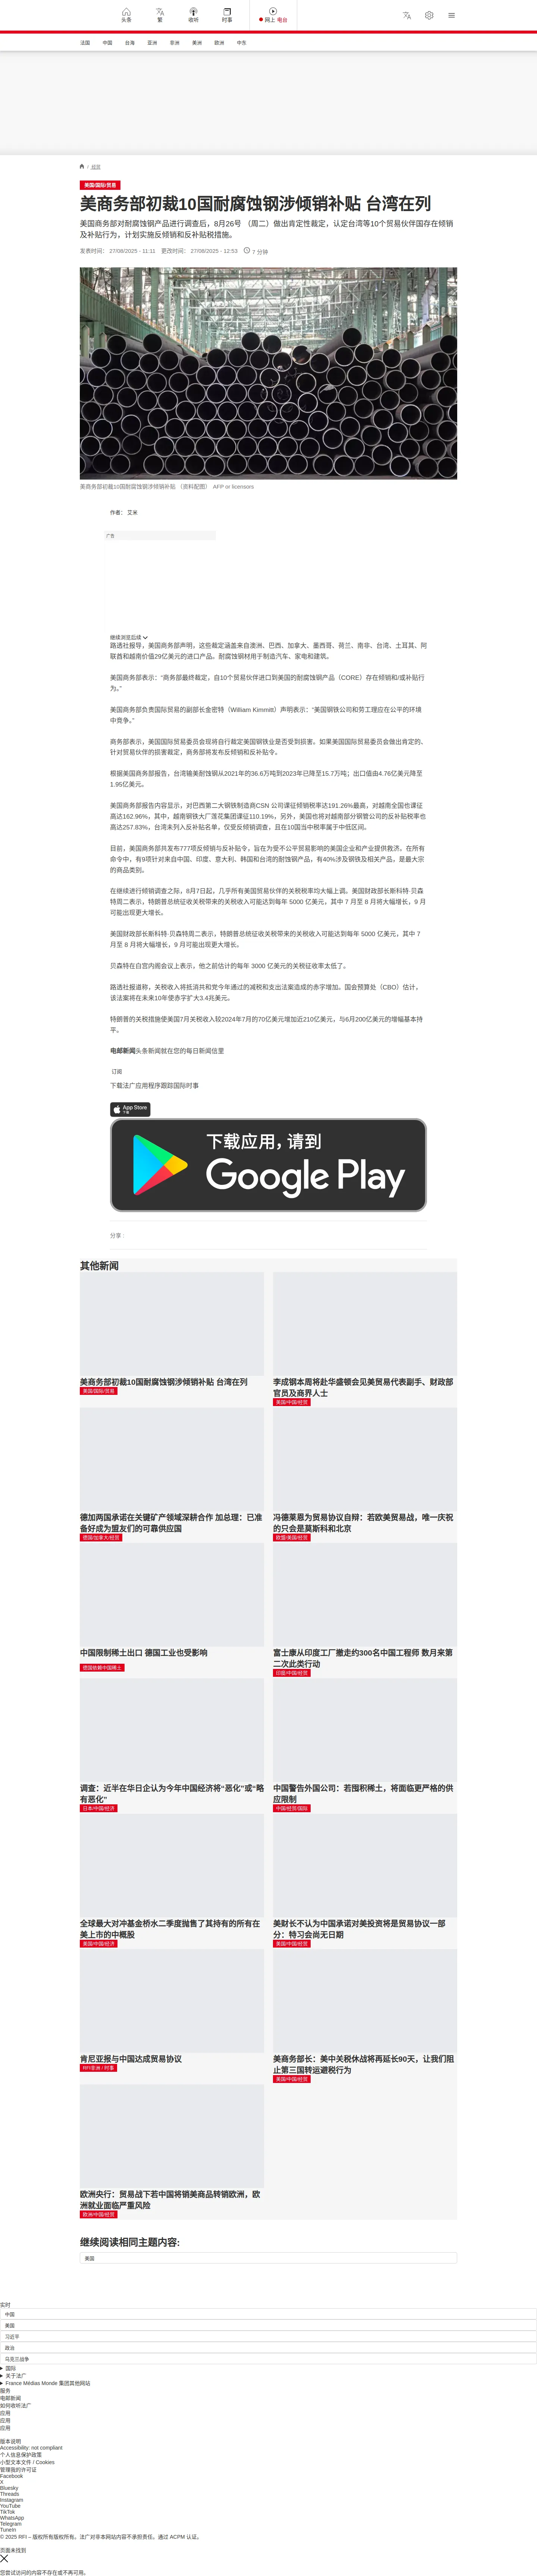 头条
繁
收听
时事
网上 电台
法国
中国
台海
亚洲
非洲
美洲
欧洲
中东
/ 经贸
美国/国际/贸易
美商务部初裁10国耐腐蚀钢涉倾销补贴 台湾在列
美国商务部对耐腐蚀钢产品进行调查后，8月26号 （周二）做出肯定性裁定，认定台湾等10个贸易伙伴国存在倾销
及补贴行为，计划实施反倾销和反补贴税措施。
发表时间： 27/08/2025 - 11:11 更改时间： 27/08/2025 - 12:53 7 分钟
美商务部初裁10国耐腐蚀钢涉倾销补贴 （资料配图） AFP or licensors
作者： 艾米
广告
继续浏览后续
路透社报导，美国商务部声明，这些裁定涵盖来自澳洲、巴西、加拿大、墨西哥、荷兰、南非、台湾、土耳其、阿
联酋和越南价值29亿美元的进口产品。耐腐蚀钢材用于制造汽车、家电和建筑。
美国商务部表示：“商务部最终裁定，自10个贸易伙伴进口到美国的耐腐蚀钢产品（CORE）存在倾销和/或补贴行
为。”
美国商务部负责国际贸易的副部长金密特（William Kimmitt）声明表示：“美国钢铁公司和劳工理应在公平的环境
中竞争。”
商务部表示，美国国际贸易委员会现将自行裁定美国钢铁业是否受到损害。如果美国国际贸易委员会做出肯定的、
针对贸易伙伴的损害裁定，商务部将发布反倾销和反补贴令。
根据美国商务部报告，台湾输美耐蚀钢从2021年的36.6万吨到2023年已降至15.7万吨；出口值由4.76亿美元降至
1.95亿美元。
美国商务部报告内容显示，对巴西第二大钢铁制造商CSN 公司课征倾销税率达191.26%最高，对越南全国也课征
高达162.96%，其中，越南钢铁大厂莲花集团课征110.19%，另外，美国也将对越南部分钢管公司的反补贴税率也
高达257.83%，台湾未列入反补贴名单，仅受反倾销调查，且在10国当中税率属于中低区间。
目前，美国商务部共发布777项反倾销与反补贴令，旨在为受不公平贸易影响的美国企业和产业提供救济。在所有
命令中，有9项针对来自中国、印度、意大利、韩国和台湾的耐蚀钢产品，有40%涉及钢铁及相关产品，是最大宗
的商品类别。
在继续进行倾销调查之际，8月7日起，几乎所有美国贸易伙伴的关税税率均大幅上调。美国财政部长斯科特·贝森
特周二表示，特朗普总统征收关税带来的关税收入可能达到每年 5000 亿美元，其中 7 月至 8 月将大幅增长，9 月
可能出现更大增长。
美国财政部长斯科特·贝森特周二表示，特朗普总统征收关税带来的关税收入可能达到每年 5000 亿美元，其中 7
月至 8 月将大幅增长，9 月可能出现更大增长。
贝森特在白宫内阁会议上表示，他之前估计的每年 3000 亿美元的关税征收率太低了。
路透社报道称，关税收入将抵消共和党今年通过的减税和支出法案造成的赤字增加。国会预算处（CBO）估计，
该法案将在未来10年使赤字扩大3.4兆美元。
特朗普的关税措施使美国7月关税收入较2024年7月的70亿美元增加近210亿美元，与6月200亿美元的增幅基本持
平。
电邮新闻头条新闻就在您的每日新闻信里
订阅
下载法广应用程序跟踪国际时事
App Store
下载
下载应用，请到
Google Play
分享 :
其他新闻
美商务部初裁10国耐腐蚀钢涉倾销补贴 台湾在列
美国/国际/贸易
李成钢本周将赴华盛顿会见美贸易代表副手、财政部
官员及商界人士
美国/中国/经贸
德加两国承诺在关键矿产领域深耕合作 加总理：已准
备好成为盟友们的可靠供应国
德国/加拿大/经贸
冯德莱恩为贸易协议自辩：若欧美贸易战，唯一庆祝
的只会是莫斯科和北京
欧盟/美国/经贸
中国限制稀土出口 德国工业也受影响
德国依赖中国稀土
富士康从印度工厂撤走约300名中国工程师 数月来第
二次此类行动
印度/中国/经贸
调查：近半在华日企认为今年中国经济将“恶化”或“略
有恶化”
日本/中国/经济
中国警告外国公司：若囤积稀土，将面临更严格的供
应限制
中国/经贸/国际
全球最大对冲基金桥水二季度抛售了其持有的所有在
美上市的中概股
美国/中国/经济
美财长不认为中国承诺对美投资将是贸易协议一部
分：特习会尚无日期
美国/中国/经贸
肯尼亚报与中国达成贸易协议
RFI非洲 / 时事
美商务部长：美中关税休战将再延长90天，让我们阻
止第三国转运避税行为
美国/中国/经贸
欧洲央行：贸易战下若中国将销美商品转销欧洲，欧
洲就业面临严重风险
欧洲/中国/经贸
继续阅读相同主题内容:
美国
实时
中国
美国
习近平
政治
乌克兰战争
国际
关于法广
France Médias Monde 集团其他网站
服务
电邮新闻
如何收听法广
应用
应用
应用
版本说明
Accessibility: not compliant
个人信息保护政策
小型文本文件 / Cookies
管理我的许可证
Facebook
X
Bluesky
Threads
Instagram
YouTube
TikTok
WhatsApp
Telegram
TuneIn
© 2025 RFI – 版权所有版权所有。法广对非本网站内容不承担责任。通过 ACPM 认证。
页面未找到
您尝试访问的内容不存在或不再可用。